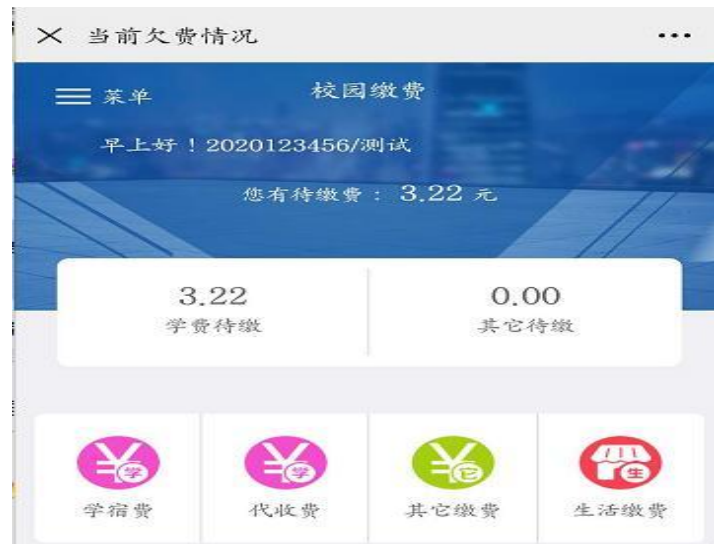 当前欠费情况
菜单 校园缴费
早上好！2020123456/测试
您有待缴费： 3.22 元
3.22 0.00
学费待缴 其它待缴
学 学 它 生
学宿费 代收费 其它缴费 生活缴费